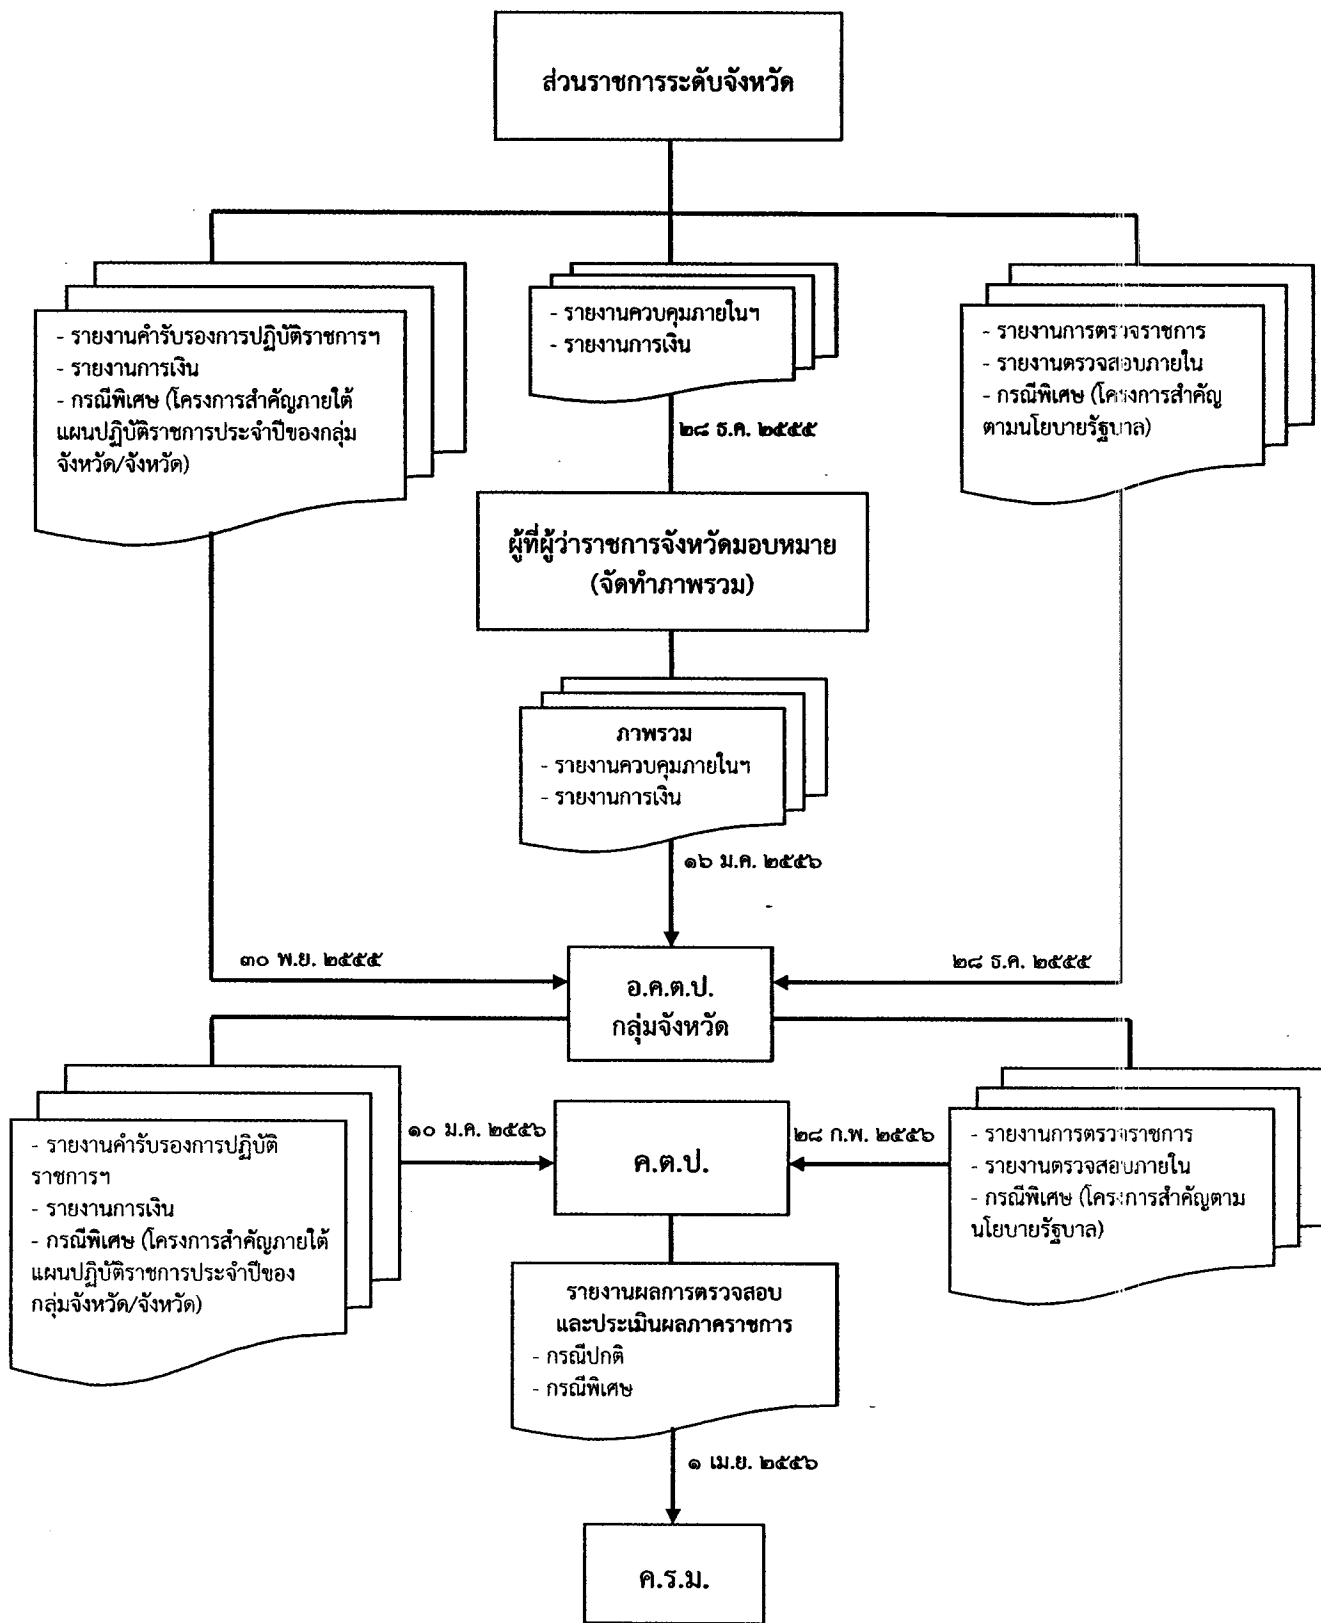 ส่วนราชการระดับจังหวัด
- รายงานคำรับรองการปฏิบัติราชการฯ
- รายงานการเงิน
- กรณีพิเศษ (โครงการสำคัญภายใต้
แผนปฏิบัติราชการประจำปีของกลุ่ม
จังหวัด/จังหวัด)
- รายงานควบคุมภายในฯ
- รายงานการเงิน
- รายงานการตรวจราชการ
- รายงานตรวจสอบภายใน
- กรณีพิเศษ (โครงการสำคัญ
ตามนโยบายรัฐบาล)
๒๘ ธ.ค. ๒๕๕๕
ผู้ที่ผู้ว่าราชการจังหวัดมอบหมาย
(จัดทำภาพรวม)
ภาพรวม
- รายงานควบคุมภายในฯ
- รายงานการเงิน
๑๖ ม.ค. ๒๕๕๖
๓๐ พ.ย. ๒๕๕๕
๒๘ ธ.ค. ๒๕๕๕
อ.ค.ต.ป.
กลุ่มจังหวัด
- รายงานคำรับรองการปฏิบัติ
ราชการฯ
- รายงานการเงิน
- กรณีพิเศษ (โครงการสำคัญภายใต้
แผนปฏิบัติราชการประจำปีของ
กลุ่มจังหวัด/จังหวัด)
๑๐ ม.ค. ๒๕๕๖
ค.ต.ป.
๒๘ ก.พ. ๒๕๕๖
- รายงานการตรวจราชการ
- รายงานตรวจสอบภายใน
- กรณีพิเศษ (โครงการสำคัญตาม
นโยบายรัฐบาล)
รายงานผลการตรวจสอบ
และประเมินผลภาคราชการ
- กรณีปกติ
- กรณีพิเศษ
๑ เม.ย. ๒๕๕๖
ค.ร.ม.